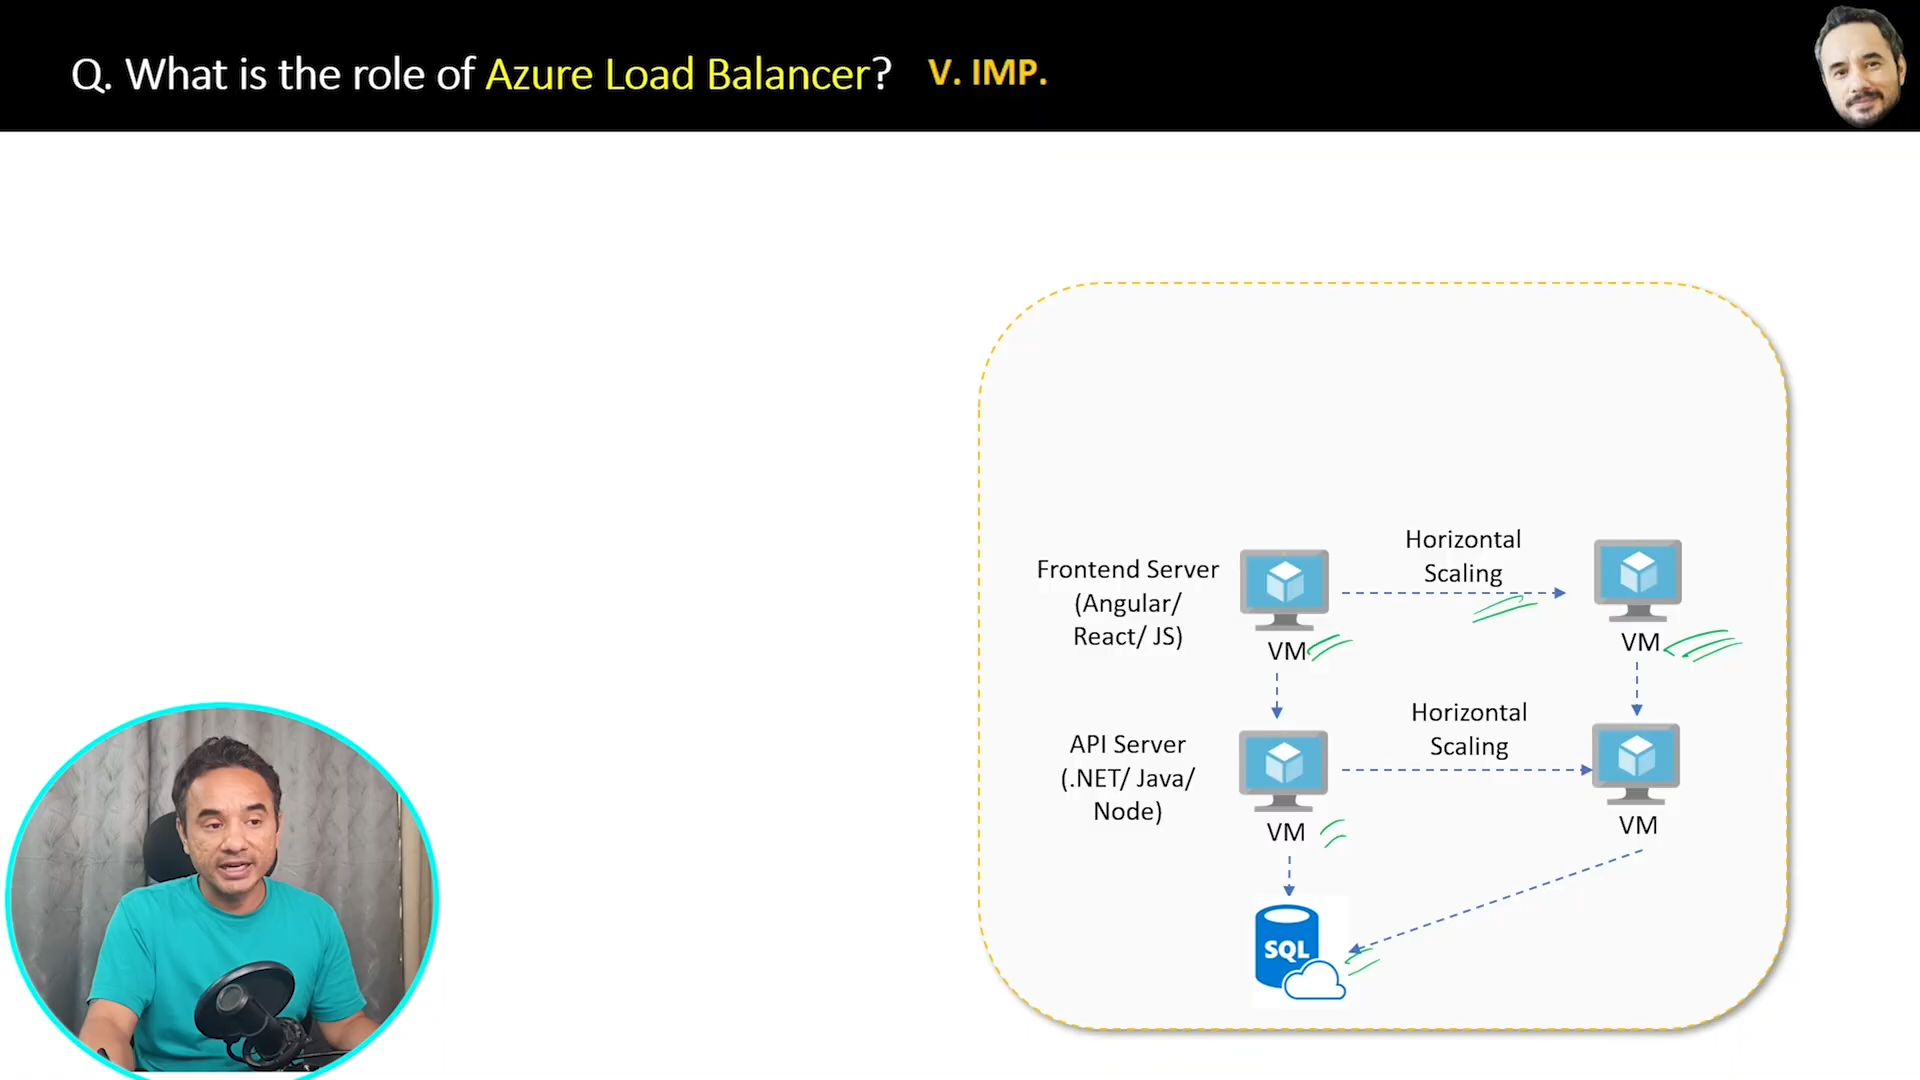 Q. What is the role of Azure Load Balancer? V. IMP.
Horizontal
Scaling
Frontend Server
(Angular/
React/ JS)
VM
VM
Horizontal
Scaling
API Server
(.NET/ Java/
Node)
VM
VM
SQL